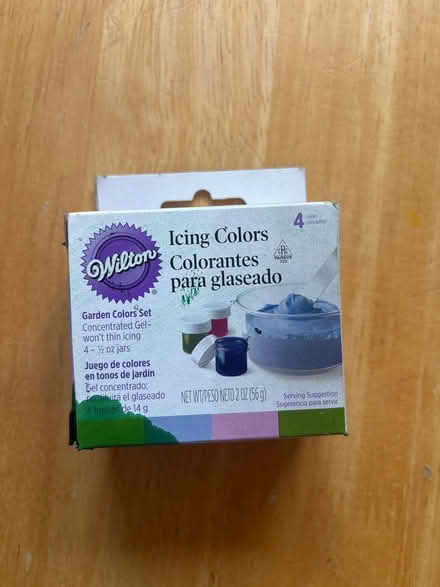 Wilton®
Icing Colors
Colorantes
para glaseado
4
PAREVE
Garden Colors Set
Concentrated Gel–
won't thin icing
4 – ½ oz jars
Juego de colores
en tonos de jardín
Gel concentrado;
el glaseado
de 14 g
NET WT/PESO NETO 2 OZ (56 g)
Serving Suggestion
Sugerencia para servir